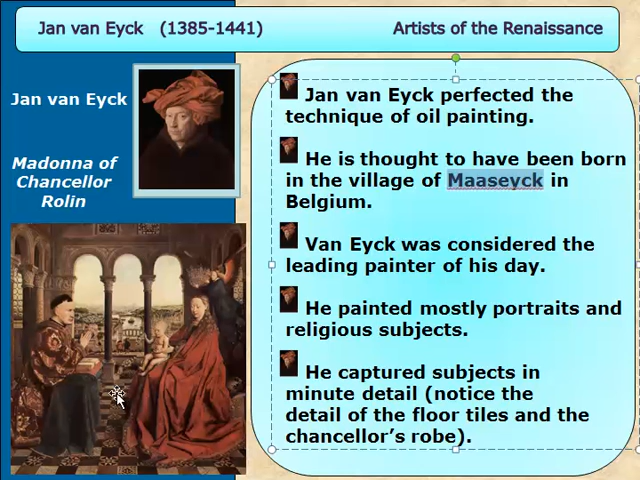 Jan van Eyck (1385-1441) Artists of the Renaissance
Jan van Eyck
Madonna of
Chancellor
Rolin
Jan van Eyck perfected the
technique of oil painting.
He is thought to have been born
in the village of Maaseyck in
Belgium.
Van Eyck was considered the
leading painter of his day.
He painted mostly portraits and
religious subjects.
He captured subjects in
minute detail (notice the
detail of the floor tiles and the
chancellor’s robe).